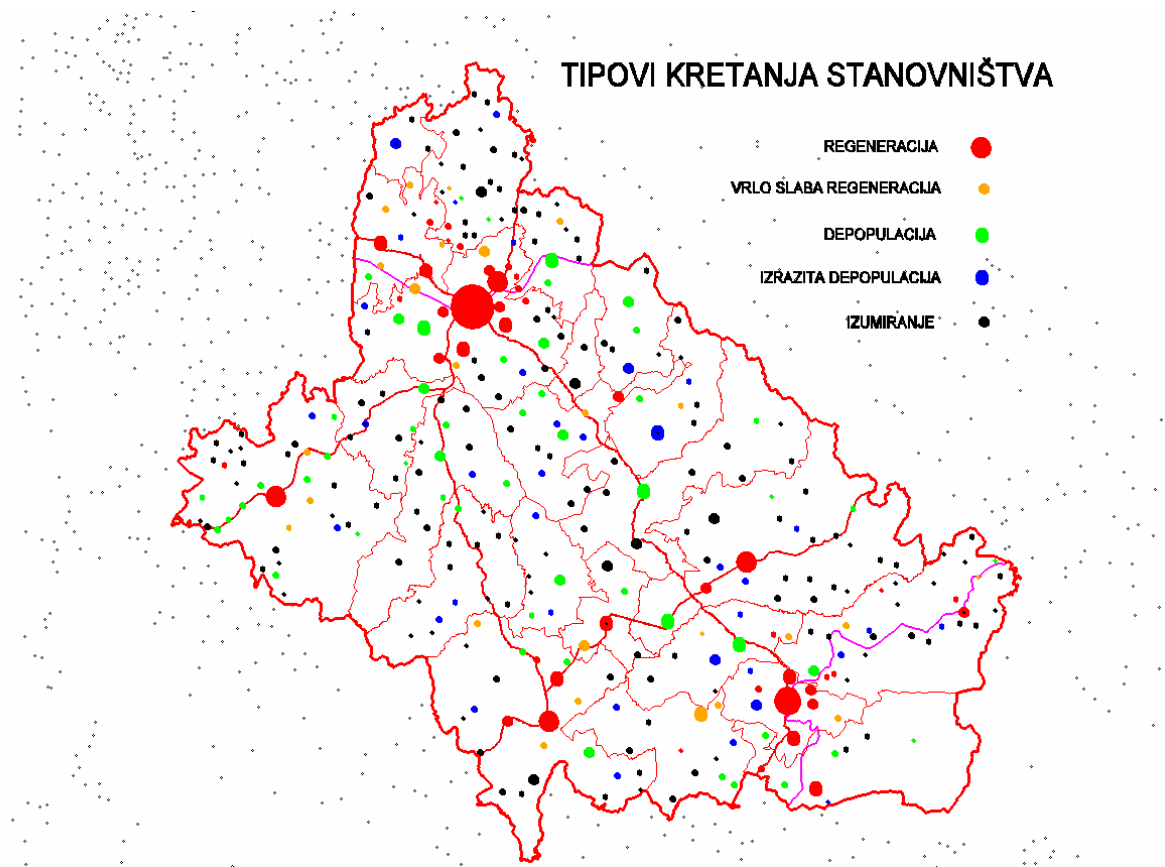 TIPOVI KRETANJA STANOVNIŠTVA
REGENERACIJA
VRLO SLABA REGENERACIJA
DEPOPULACIJA
IZRAZITA DEPOPULACIJA
IZUMIRANJE